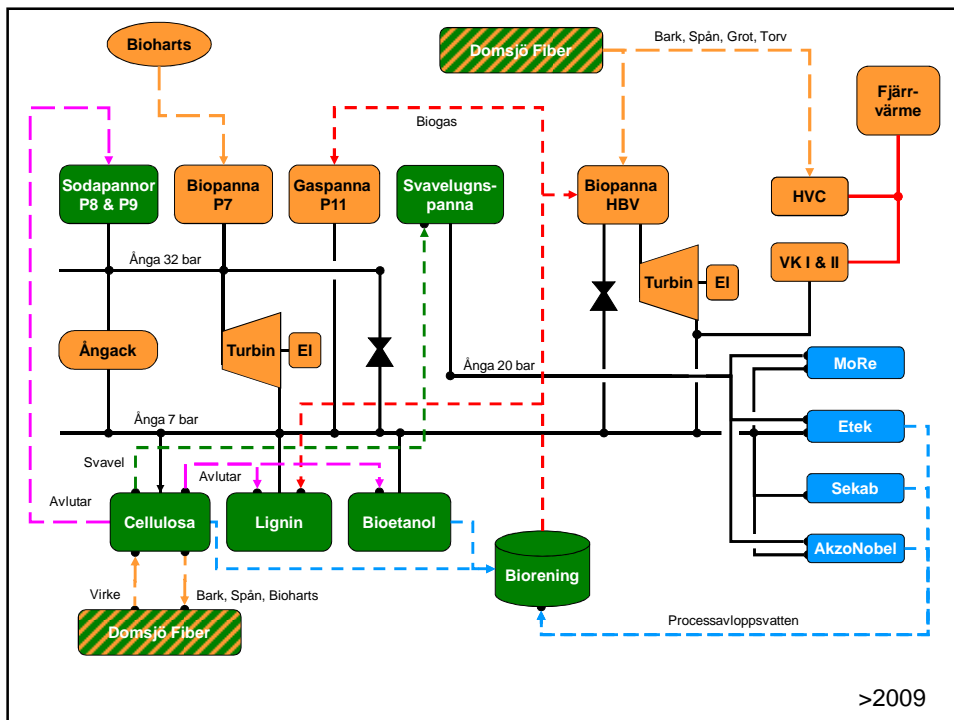 Bioharts
Domsjö Fiber
Bark, Spån, Grot, Torv
Fjärr-
värme
Biogas
Sodapannor
P8 & P9
Biopanna
P7
Gaspanna
P11
Svavelugns-
panna
Biopanna
HBV
HVC
Ånga 32 bar
VK I & II
Turbin
El
Ångack
Turbin
El
Ånga 20 bar
MoRe
Ånga 7 bar
Etek
Svavel
Avlutar
Avlutar
Sekab
Cellulosa
Lignin
Bioetanol
AkzoNobel
Biorening
Virke
Bark, Spån, Bioharts
Domsjö Fiber
Processavloppsvatten
>2009